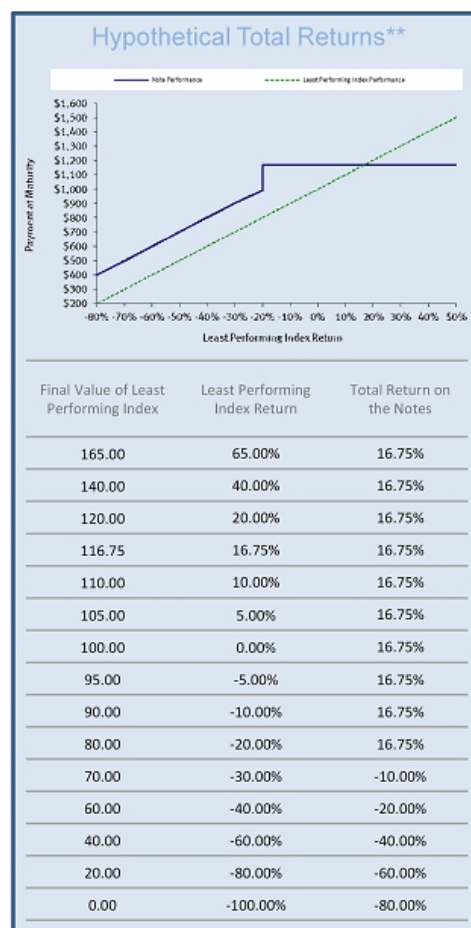 Hypothetical Total Returns**
Note Performance Least Performing Index Performance
$1,600
$1,500
$1,400
$1,300
$1,200
$1,100
$1,000
$900
$800
$700
$600
$500
$400
$300
$200
Payment at Maturity
-80% -70% -60% -50% -40% -30% -20% -10% 0% 10% 20% 30% 40% 50%
Least Performing Index Return
Final Value of Least Performing Index Least Performing Index Return Total Return on the Notes
165.00 65.00% 16.75%
140.00 40.00% 16.75%
120.00 20.00% 16.75%
116.75 16.75% 16.75%
110.00 10.00% 16.75%
105.00 5.00% 16.75%
100.00 0.00% 16.75%
95.00 -5.00% 16.75%
90.00 -10.00% 16.75%
80.00 -20.00% 16.75%
70.00 -30.00% -10.00%
60.00 -40.00% -20.00%
40.00 -60.00% -40.00%
20.00 -80.00% -60.00%
0.00 -100.00% -80.00%